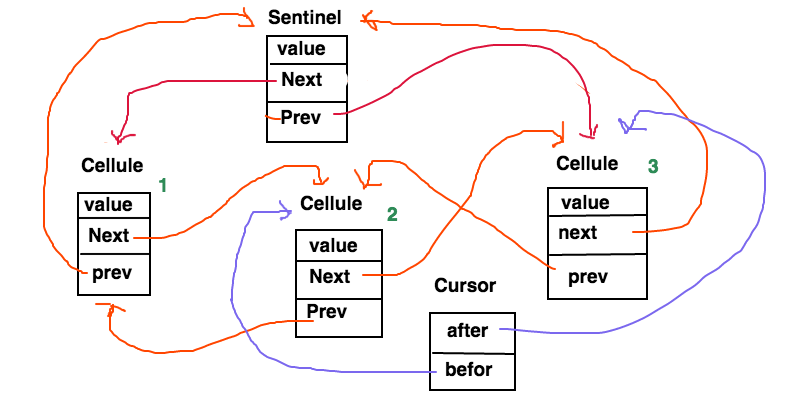 Sentinel
value
Next
Prev
Cellule
1
value
Next
prev
Cellule
2
value
Next
Prev
Cellule
3
value
next
prev
Cursor
after
befor